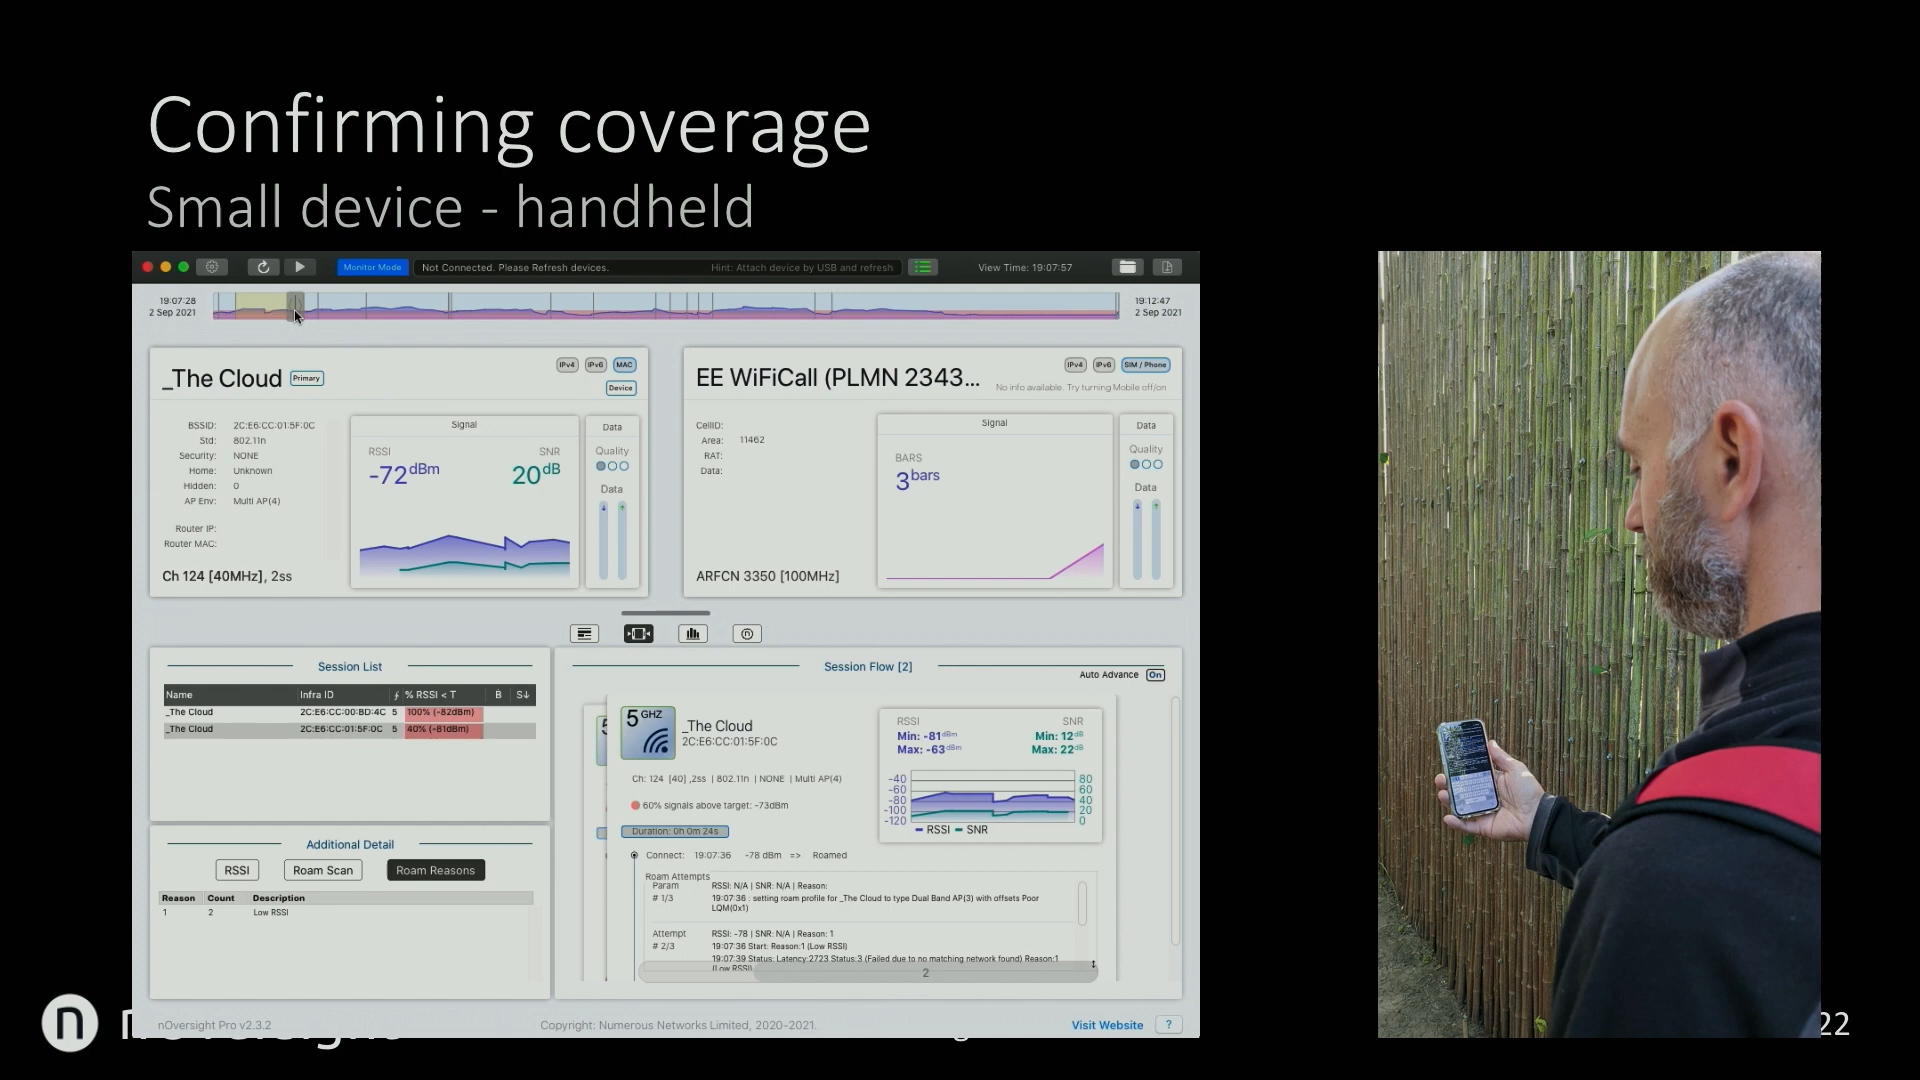 Confirming coverage
Small device - handheld
Monitor Mode
Not Connected. Please Refresh devices.
Hint: Attach device by USB and refresh
View Time: 19:07:57
19:07:28
2 Sep 2021
19:12:47
2 Sep 2021
_The Cloud Primary
IPv4 IPv6 MAC
Device
BSSID: 2C:E6:CC:01:5F:0C
Std: 802.11n
Security: NONE
Home: Unknown
Hidden: 0
AP Env: Multi AP(4)
Router IP:
Router MAC:
Ch 124 [40MHz], 2ss
Signal
RSSI SNR
-72dBm 20dB
Data
Quality
Data
EE WiFiCall (PLMN 2343...
IPv4 IPv6 SIM / Phone
No info available. Try turning Mobile off/on
CellID:
Area: 11462
RAT:
Data:
ARFCN 3350 [100MHz]
Signal
BARS
3bars
Data
Quality
Data
Session List
Name Infra ID % RSSI < T B S↓
_The Cloud 2C:E6:CC:00:BD:4C 5 100% (-82dBm)
_The Cloud 2C:E6:CC:01:5F:0C 5 40% (-81dBm)
Additional Detail
RSSI Roam Scan Roam Reasons
Reason Count Description
1 2 Low RSSI
Session Flow [2]
Auto Advance On
5 GHZ
_The Cloud
2C:E6:CC:01:5F:0C
Ch: 124 [40] ,2ss | 802.11n | NONE | Multi AP(4)
60% signals above target: -73dBm
Duration: 0h 0m 24s
RSSI SNR
Min: -81dBm Min: 12dB
Max: -63dBm Max: 22dB
-40 80
-60 60
-80 40
-100 20
-120 0
RSSI SNR
Connect: 19:07:36 -78 dBm => Roamed
Roam Attempts
Param RSSI: N/A | SNR: N/A | Reason:
# 1/3 19:07:36 : setting roam profile for _The Cloud to type Dual Band AP(3) with offsets Poor
LQM(0x1)
Attempt RSSI: -78 | SNR: N/A | Reason: 1
# 2/3 19:07:36 Start: Reason:1 (Low RSSI)
19:07:39 Status: Latency:2723 Status:3 (Failed due to no matching network found) Reason:1
(Low RSSI)
2
nOversight Pro v2.3.2
Copyright: Numerous Networks Limited, 2020-2021.
Visit Website ?
n
22